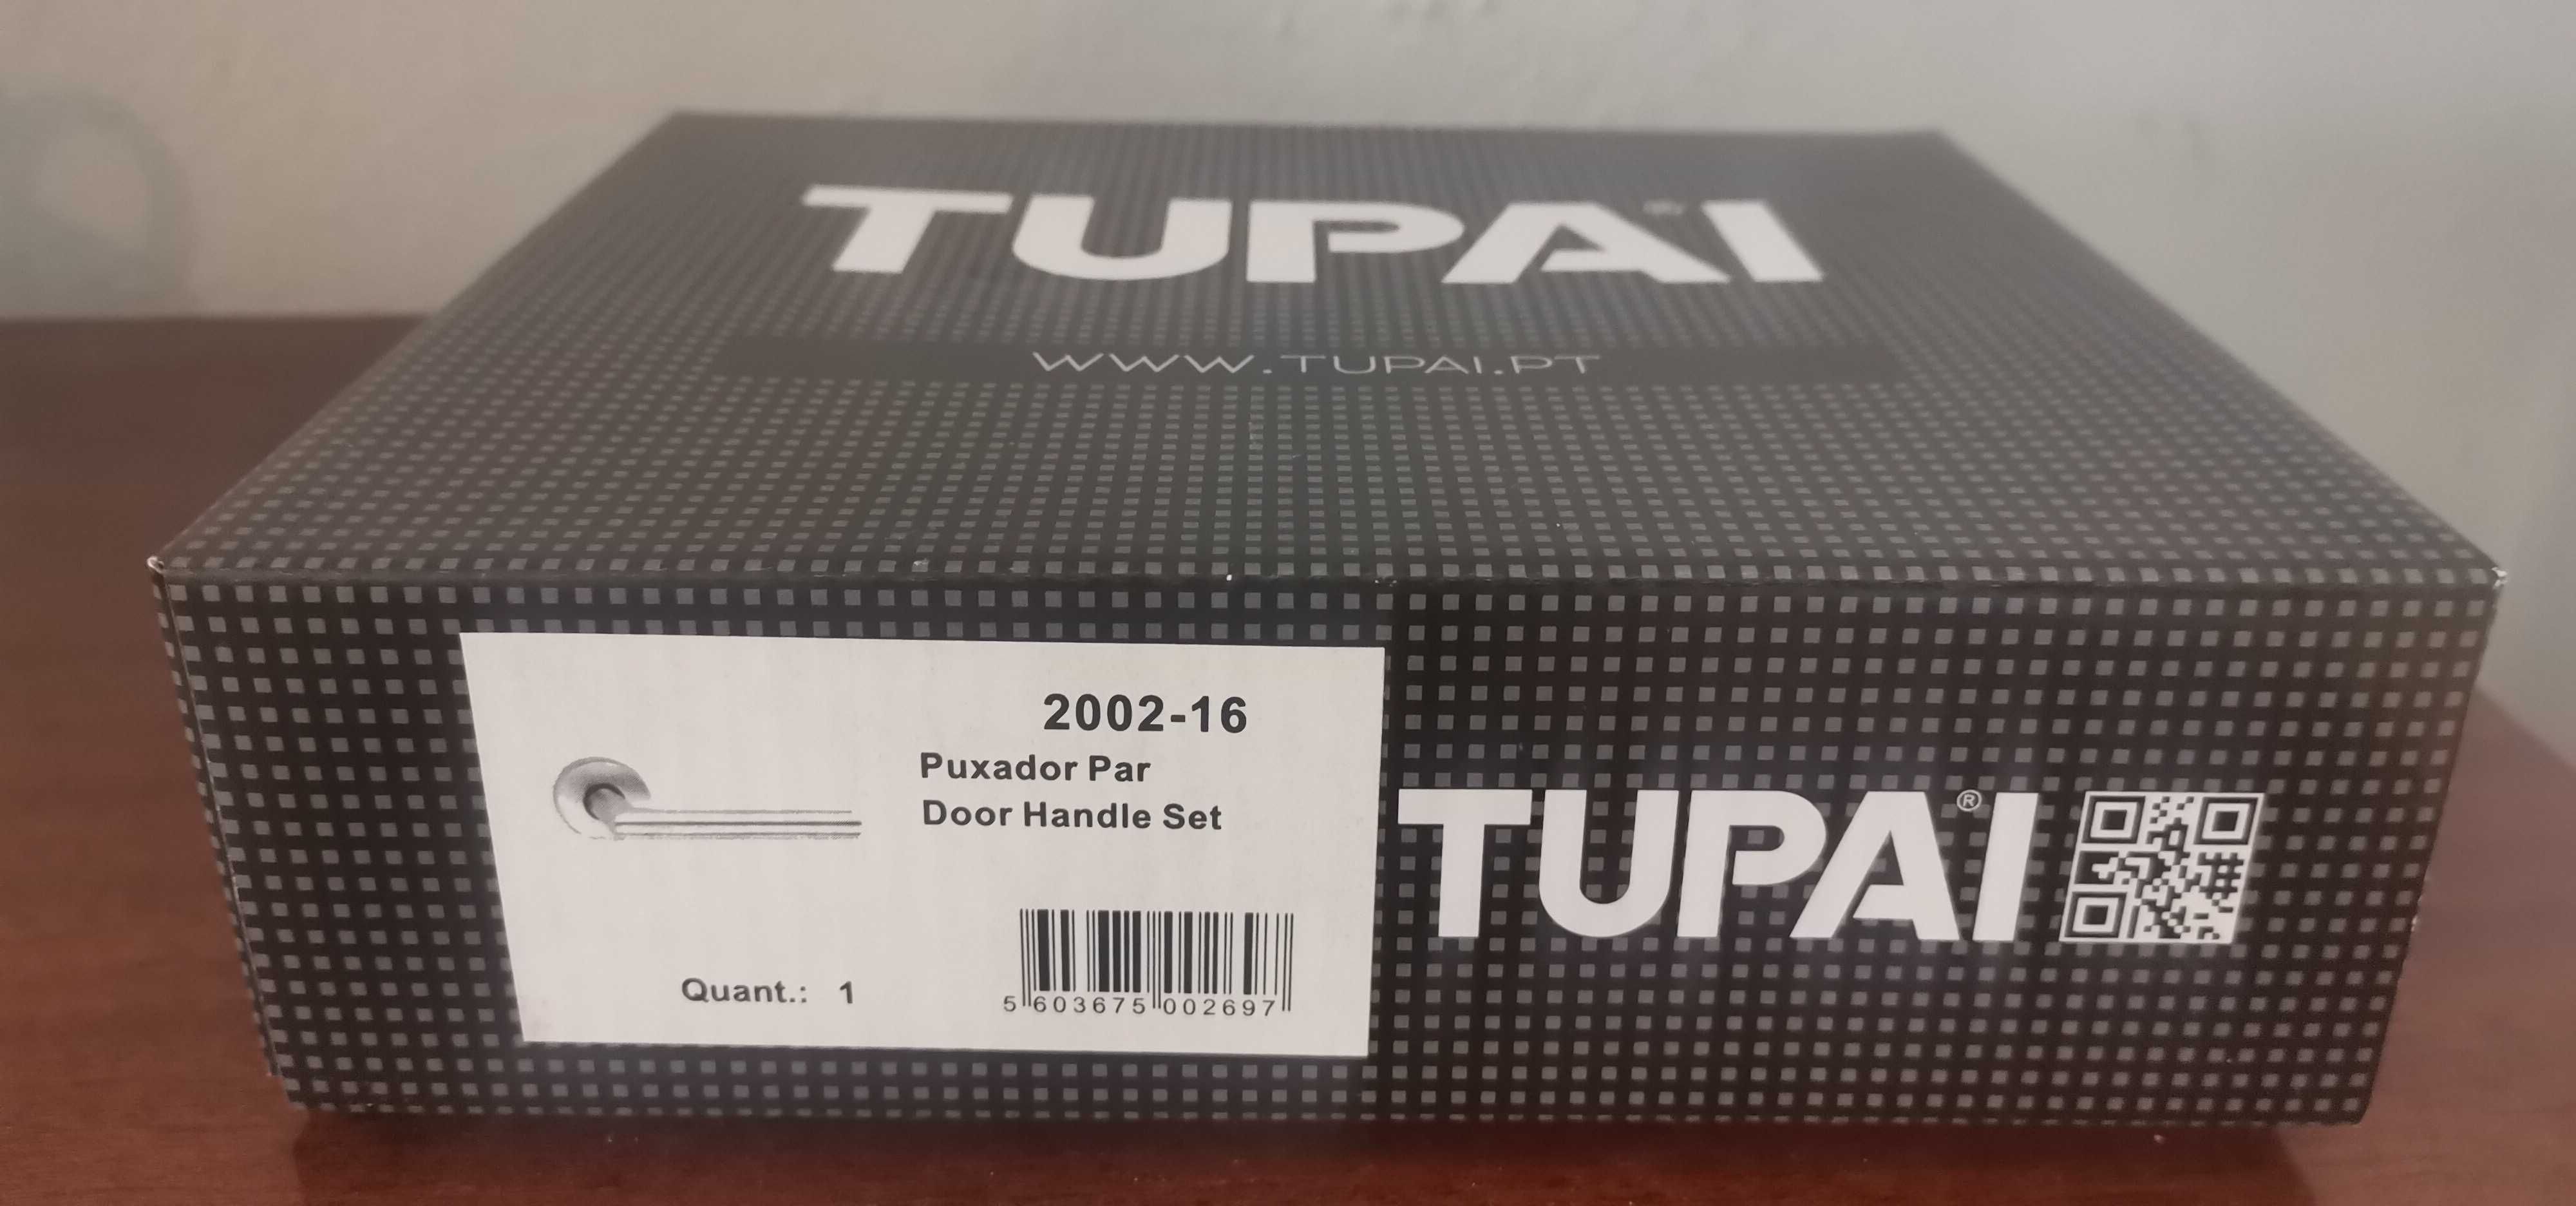 TUPAI
WWW.TUPAI.PT
2002-16
Puxador Par
Door Handle Set
Quant.: 1
5 603675 002697
TUPAI®